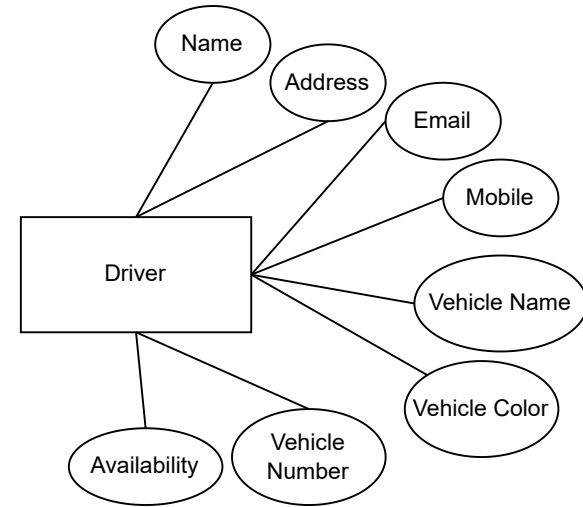 Name
Address
Email
Mobile
Driver
Vehicle Name
Vehicle Color
Vehicle
Number
Availability